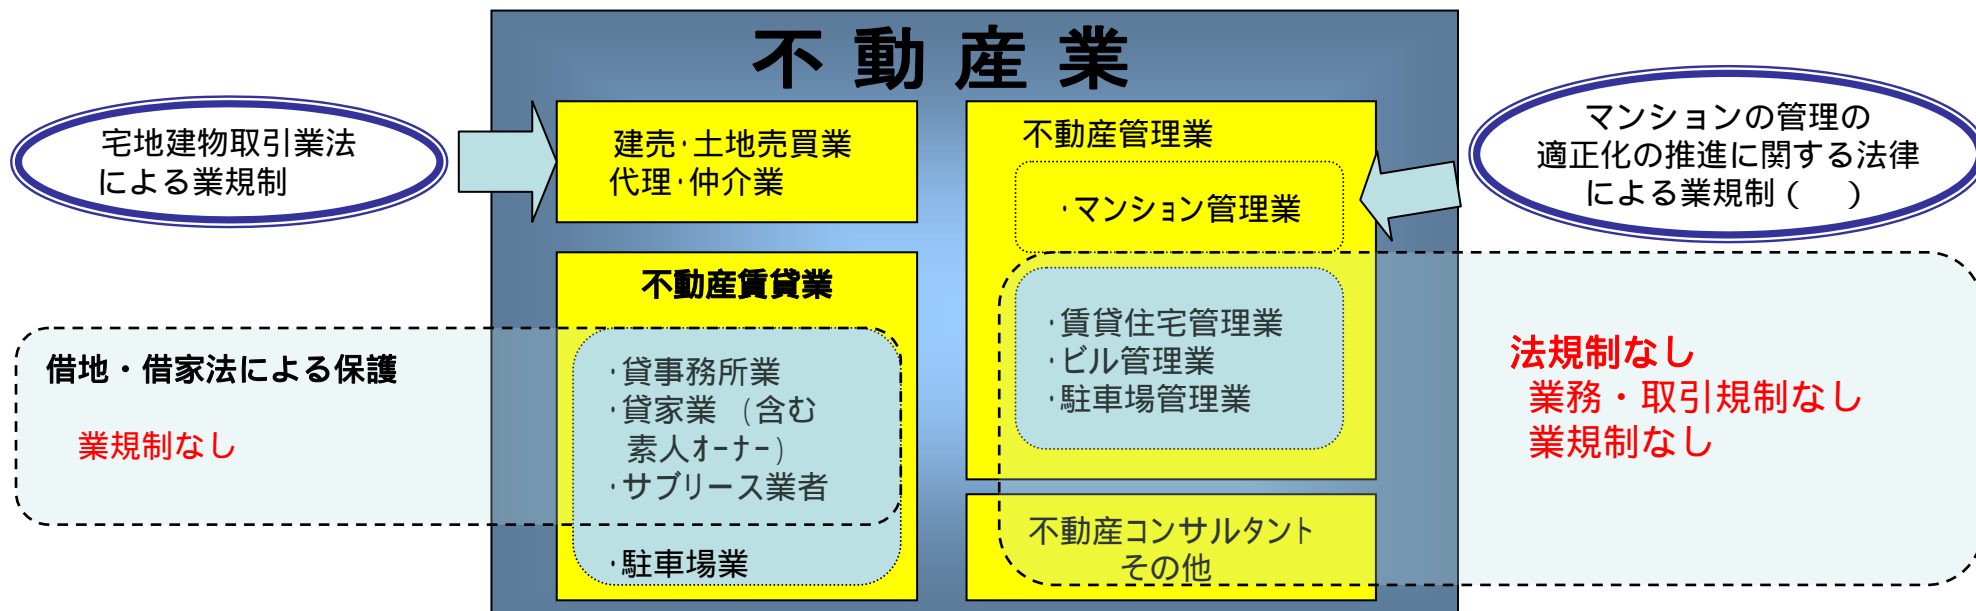 不動産業
宅地建物取引業法
による業規制
建売・土地売買業
代理・仲介業
不動産管理業
・マンション管理業
マンションの管理の
適正化の推進に関する法律
による業規制(　)
不動産賃貸業
借地・借家法による保護
業規制なし
・貸事務所業
・貸家業 (含む
素人オーナー)
・サブリース業者
・駐車場業
・賃貸住宅管理業
・ビル管理業
・駐車場管理業
法規制なし
業務・取引規制なし
業規制なし
不動産コンサルタント
その他